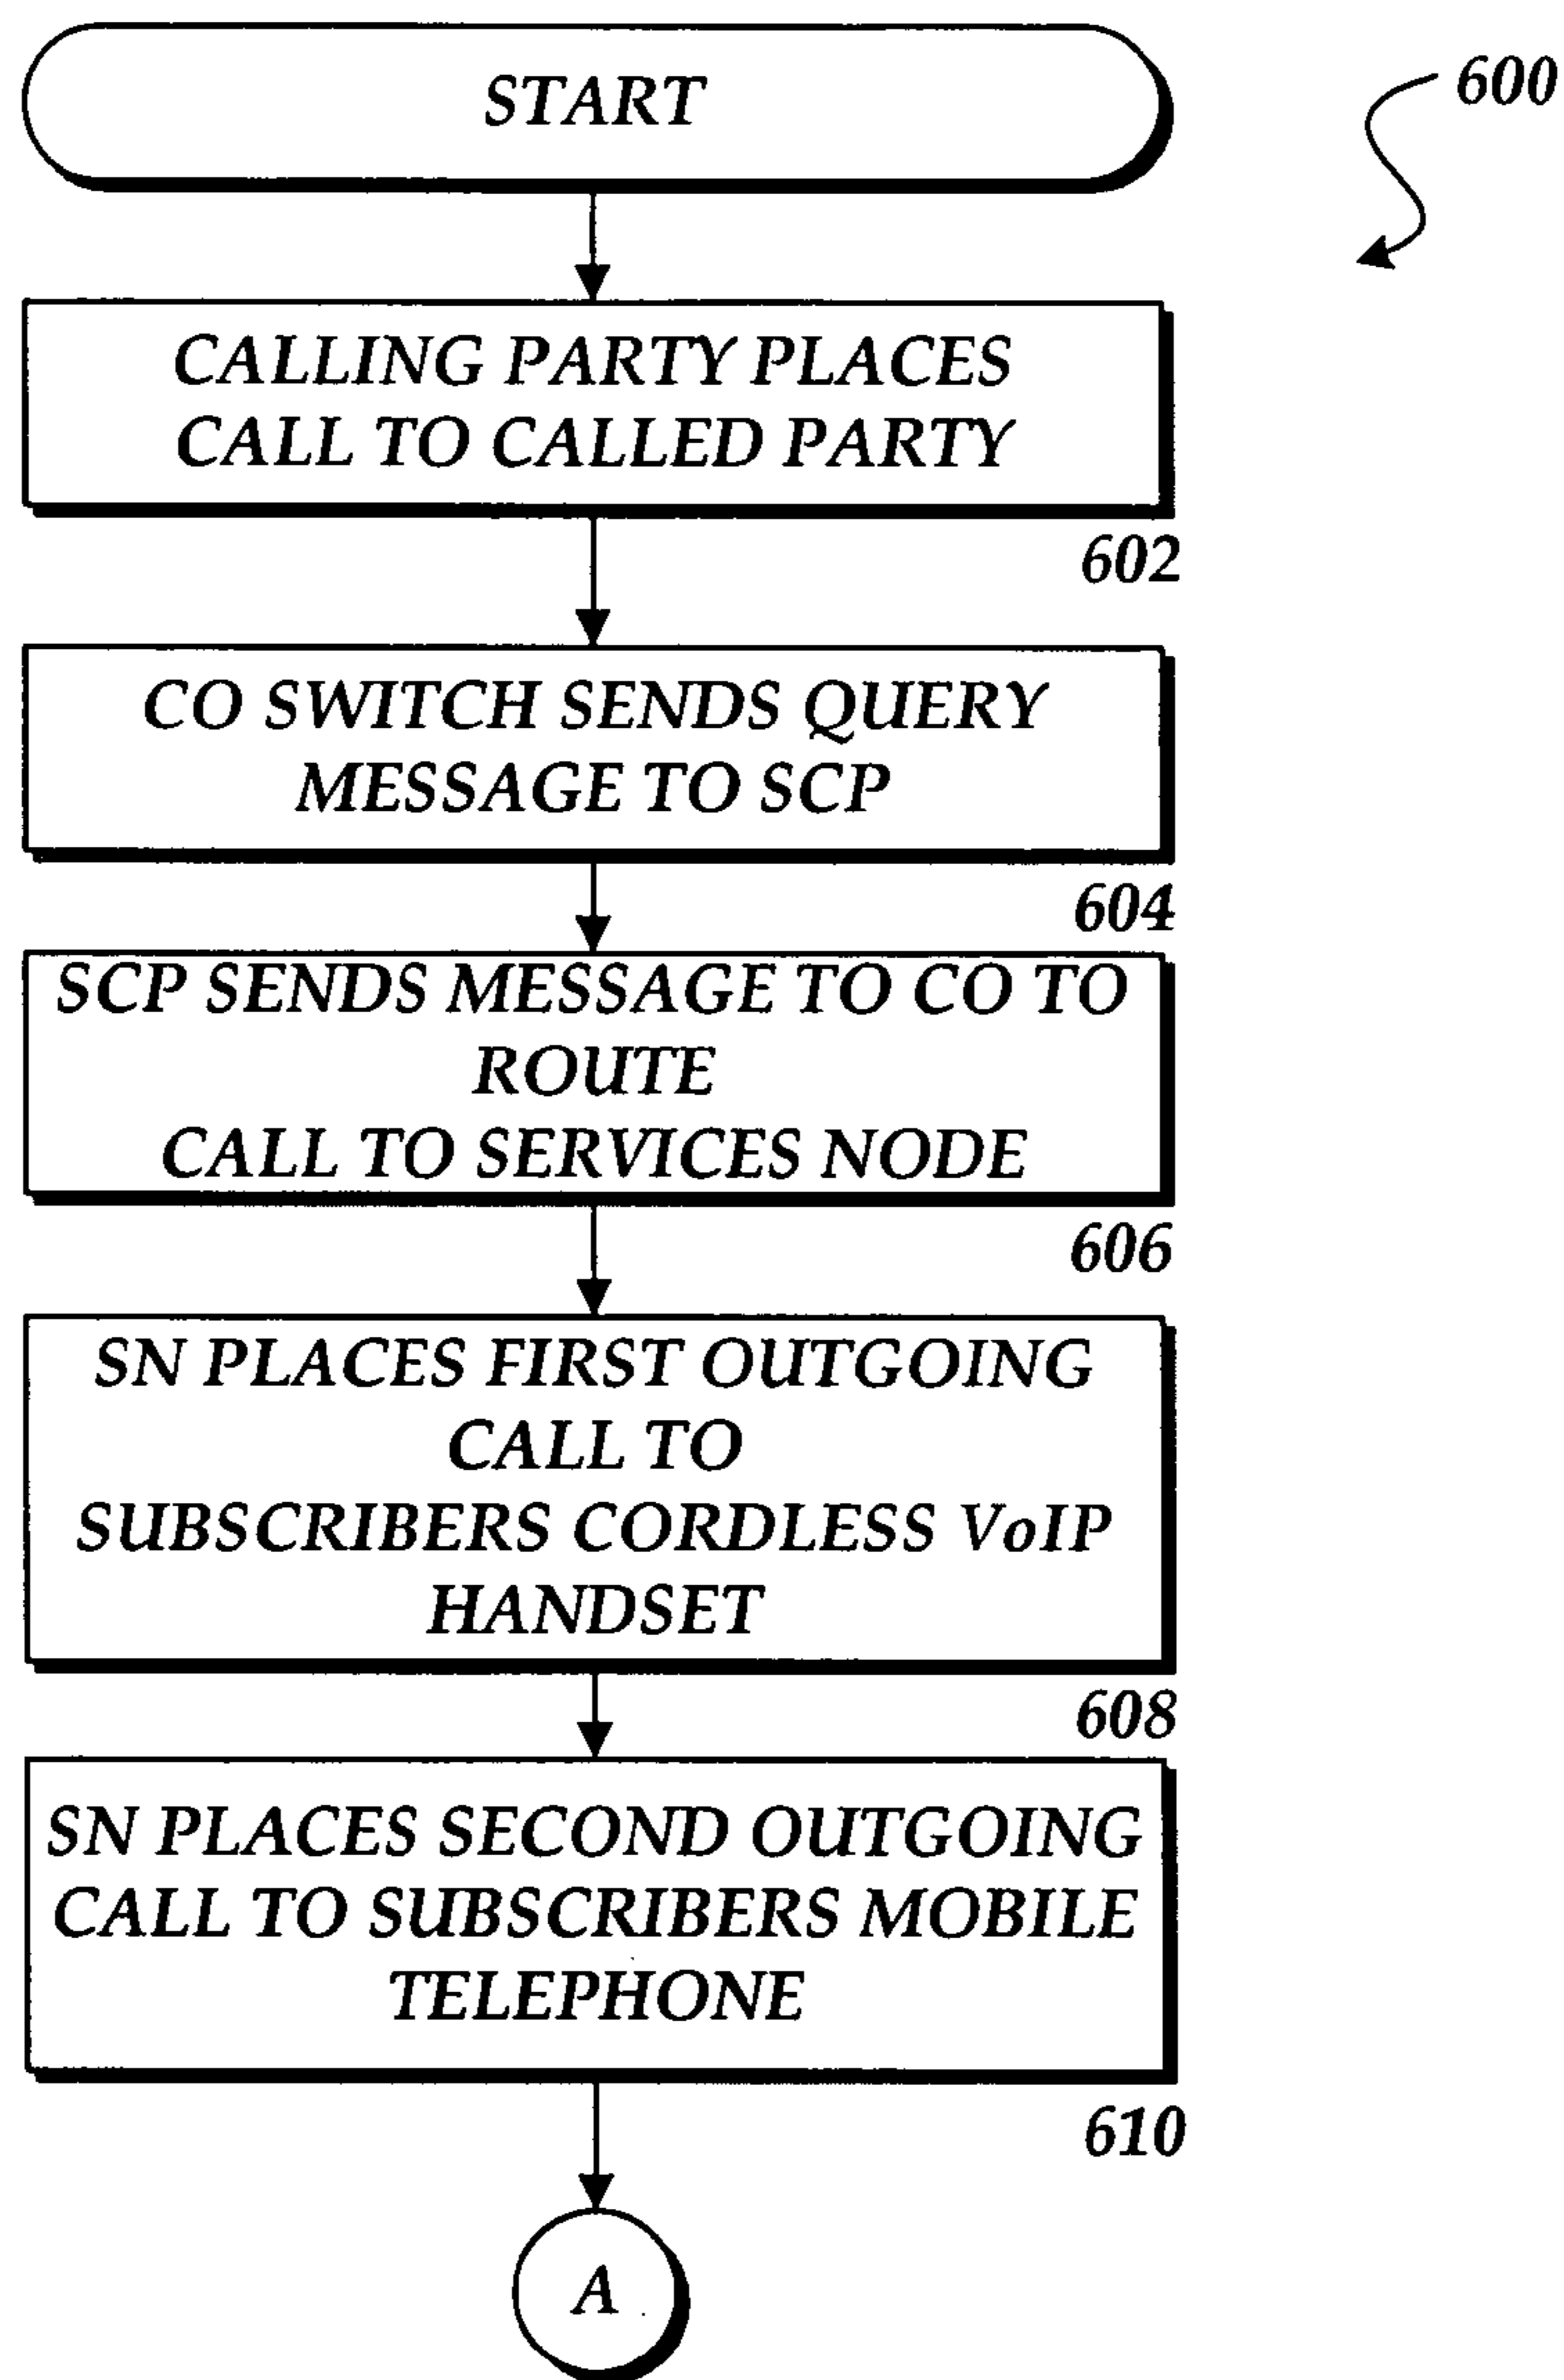 START
600
CALLING PARTY PLACES
CALL TO CALLED PARTY
602
CO SWITCH SENDS QUERY
MESSAGE TO SCP
604
SCP SENDS MESSAGE TO CO TO
ROUTE
CALL TO SERVICES NODE
606
SN PLACES FIRST OUTGOING
CALL TO
SUBSCRIBERS CORDLESS VoIP
HANDSET
608
SN PLACES SECOND OUTGOING
CALL TO SUBSCRIBERS MOBILE
TELEPHONE
610
A